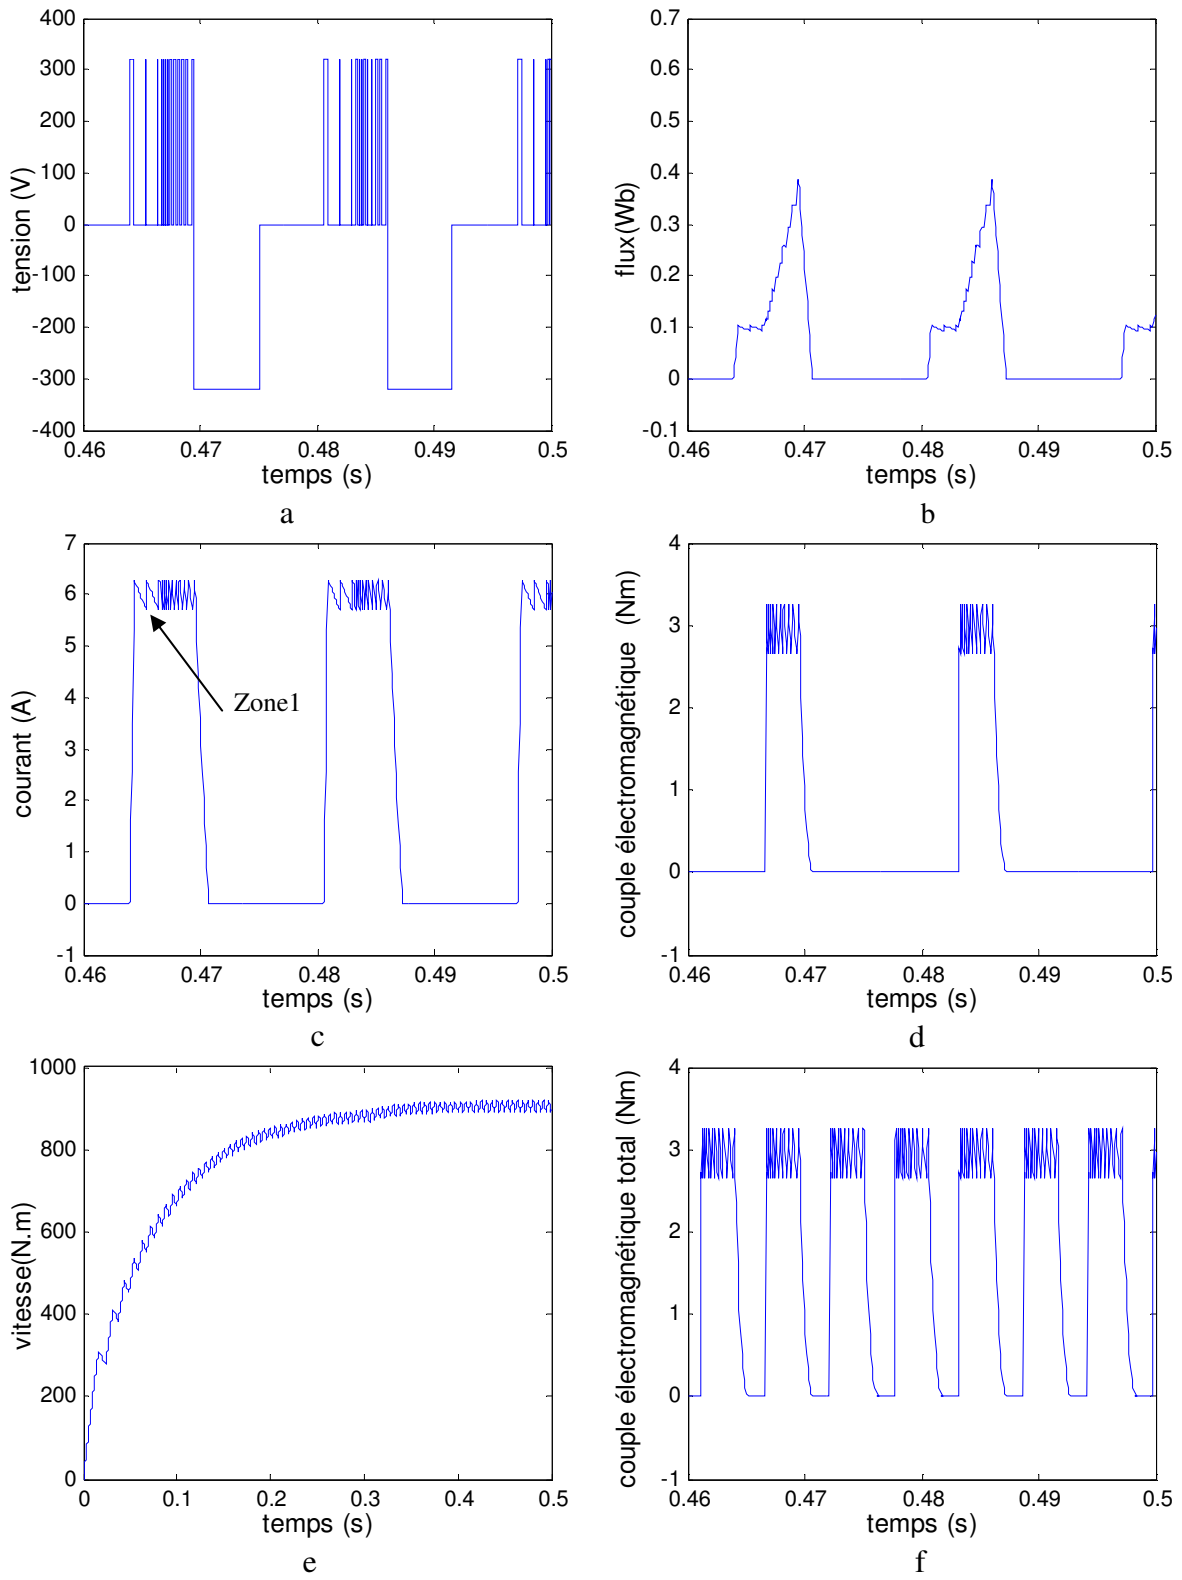 400
300
200
100
0
-100
-200
-300
-400
tension (V)
0.46 0.47 0.48 0.49 0.5
temps (s)
a
0.7
0.6
0.5
0.4
0.3
0.2
0.1
0
-0.1
flux(Wb)
0.46 0.47 0.48 0.49 0.5
temps (s)
b
7
6
5
4
3
2
1
0
-1
courant (A)
Zone1
0.46 0.47 0.48 0.49 0.5
temps (s)
c
4
3
2
1
0
-1
couple électromagnétique (Nm)
0.46 0.47 0.48 0.49 0.5
temps (s)
d
1000
800
600
400
200
0
vitesse(N.m)
0 0.1 0.2 0.3 0.4 0.5
temps (s)
e
4
3
2
1
0
-1
couple électromagnétique total (Nm)
0.46 0.47 0.48 0.49 0.5
temps (s)
f